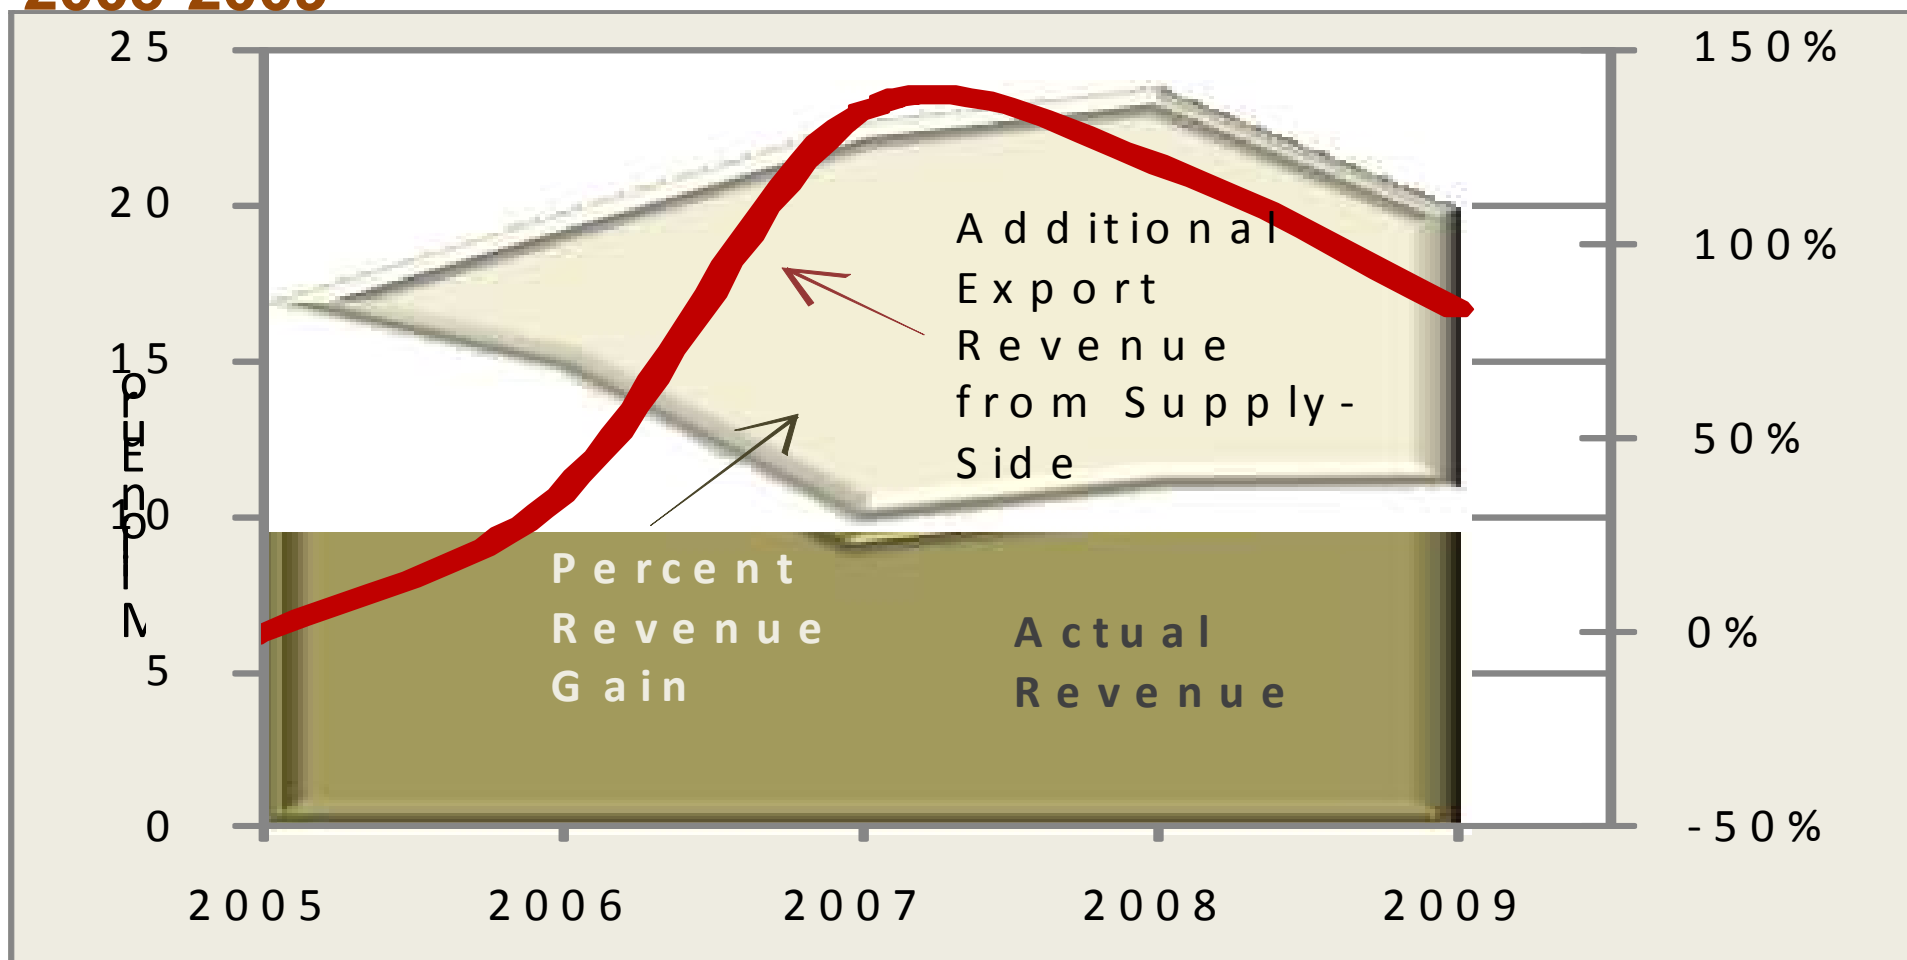 25
150%
20
100%
Additional
Export
Revenue
from Supply-
Side
15
50%
10
Percent
Revenue
Gain
Actual
Revenue
0%
5
0
-50%
2005
2006
2007
2008
2009